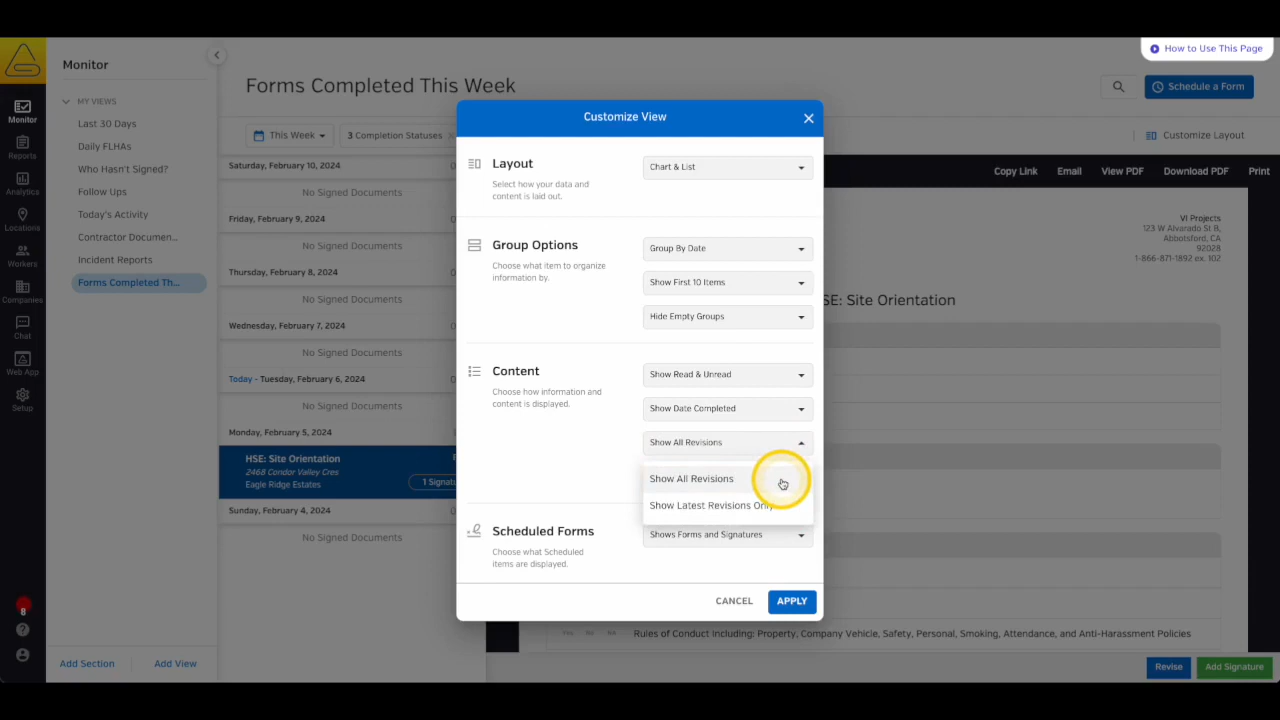 How to Use This Page
Monitor
MY VIEWS
Last 30 Days
Daily FLHAs
Who Hasn't Signed?
Follow Ups
Today's Activity
Contractor Documen...
Incident Reports
Forms Completed Th...
Add Section
Add View
Monitor
Reports
Analytics
Locations
Workers
Companies
Chat
Web App
Setup
8
Forms Completed This Week
Schedule a Form
This Week
3 Completion Statuses
Customize Layout
Saturday, February 10, 2024
No Signed Documents
Friday, February 9, 2024
No Signed Documents
Thursday, February 8, 2024
No Signed Documents
Wednesday, February 7, 2024
No Signed Documents
Today - Tuesday, February 6, 2024
No Signed Documents
Monday, February 5, 2024
HSE: Site Orientation
2468 Condor Valley Cres
Eagle Ridge Estates
1 Signatu
Sunday, February 4, 2024
No Signed Documents
Customize View
Layout
Select how your data and
content is laid out.
Chart & List
Group Options
Choose what item to organize
information by.
Group By Date
Show First 10 Items
Hide Empty Groups
Content
Choose how information and
content is displayed.
Show Read & Unread
Show Date Completed
Show All Revisions
Show All Revisions
Show Latest Revisions Only
Scheduled Forms
Choose what Scheduled
items are displayed.
Shows Forms and Signatures
CANCEL
APPLY
Copy Link
Email
View PDF
Download PDF
Print
VI Projects
123 W Alvarado St B,
Abbotsford, CA
92028
1-866-871-1892 ex. 102
SE: Site Orientation
Yes No NA
Rules of Conduct Including: Property, Company Vehicle, Safety, Personal, Smoking, Attendance, and Anti-Harassment Policies
Revise
Add Signature